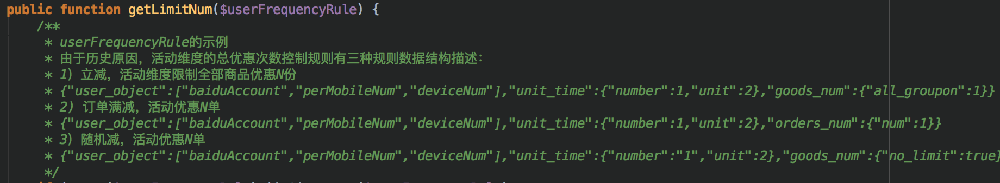 public function getLimitNum($userFrequencyRule) {
/**
* userFrequencyRule的示例
* 由于历史原因，活动维度的总优惠次数控制规则有三种规则数据结构描述：
* 1）立减，活动维度限制全部商品优惠N份
* {"user_object":["baiduAccount","perMobileNum","deviceNum"],"unit_time":{"number":1,"unit":2},"goods_num":{"all_groupon":1}}
* 2）订单满减，活动优惠N单
* {"user_object":["baiduAccount","perMobileNum","deviceNum"],"unit_time":{"number":1,"unit":2},"orders_num":{"num":1}}
* 3）随机减，活动优惠N单
* {"user_object":["baiduAccount","perMobileNum","deviceNum"],"unit_time":{"number":"1","unit":2},"goods_num":{"no_limit":true}
*/